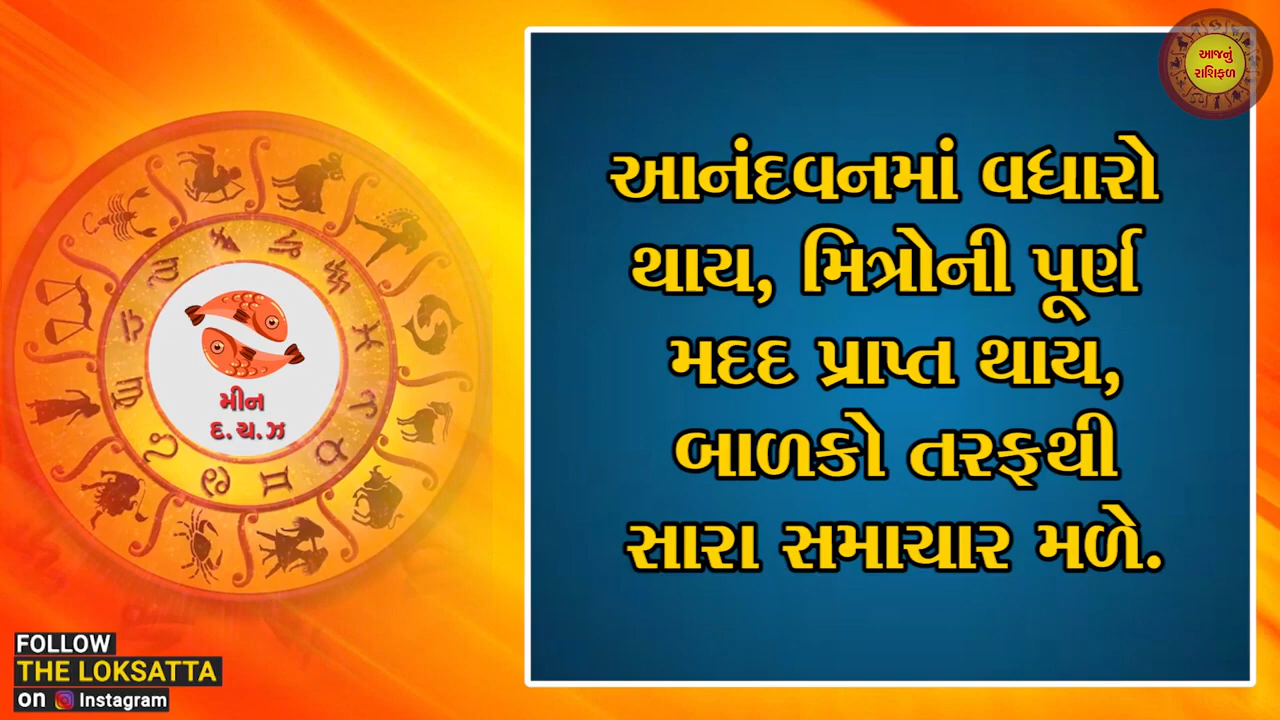 આજનું
રાશિફળ
આનંદવનમાં વધારો
થાય, મિત્રોની પૂર્ણ
મદદ પ્રાપ્ત થાય,
બાળકો તરફથી
સારા સમાચાર મળે.
મીન
દ. ચ. ઝ
FOLLOW
THE LOKSATTA
on Instagram